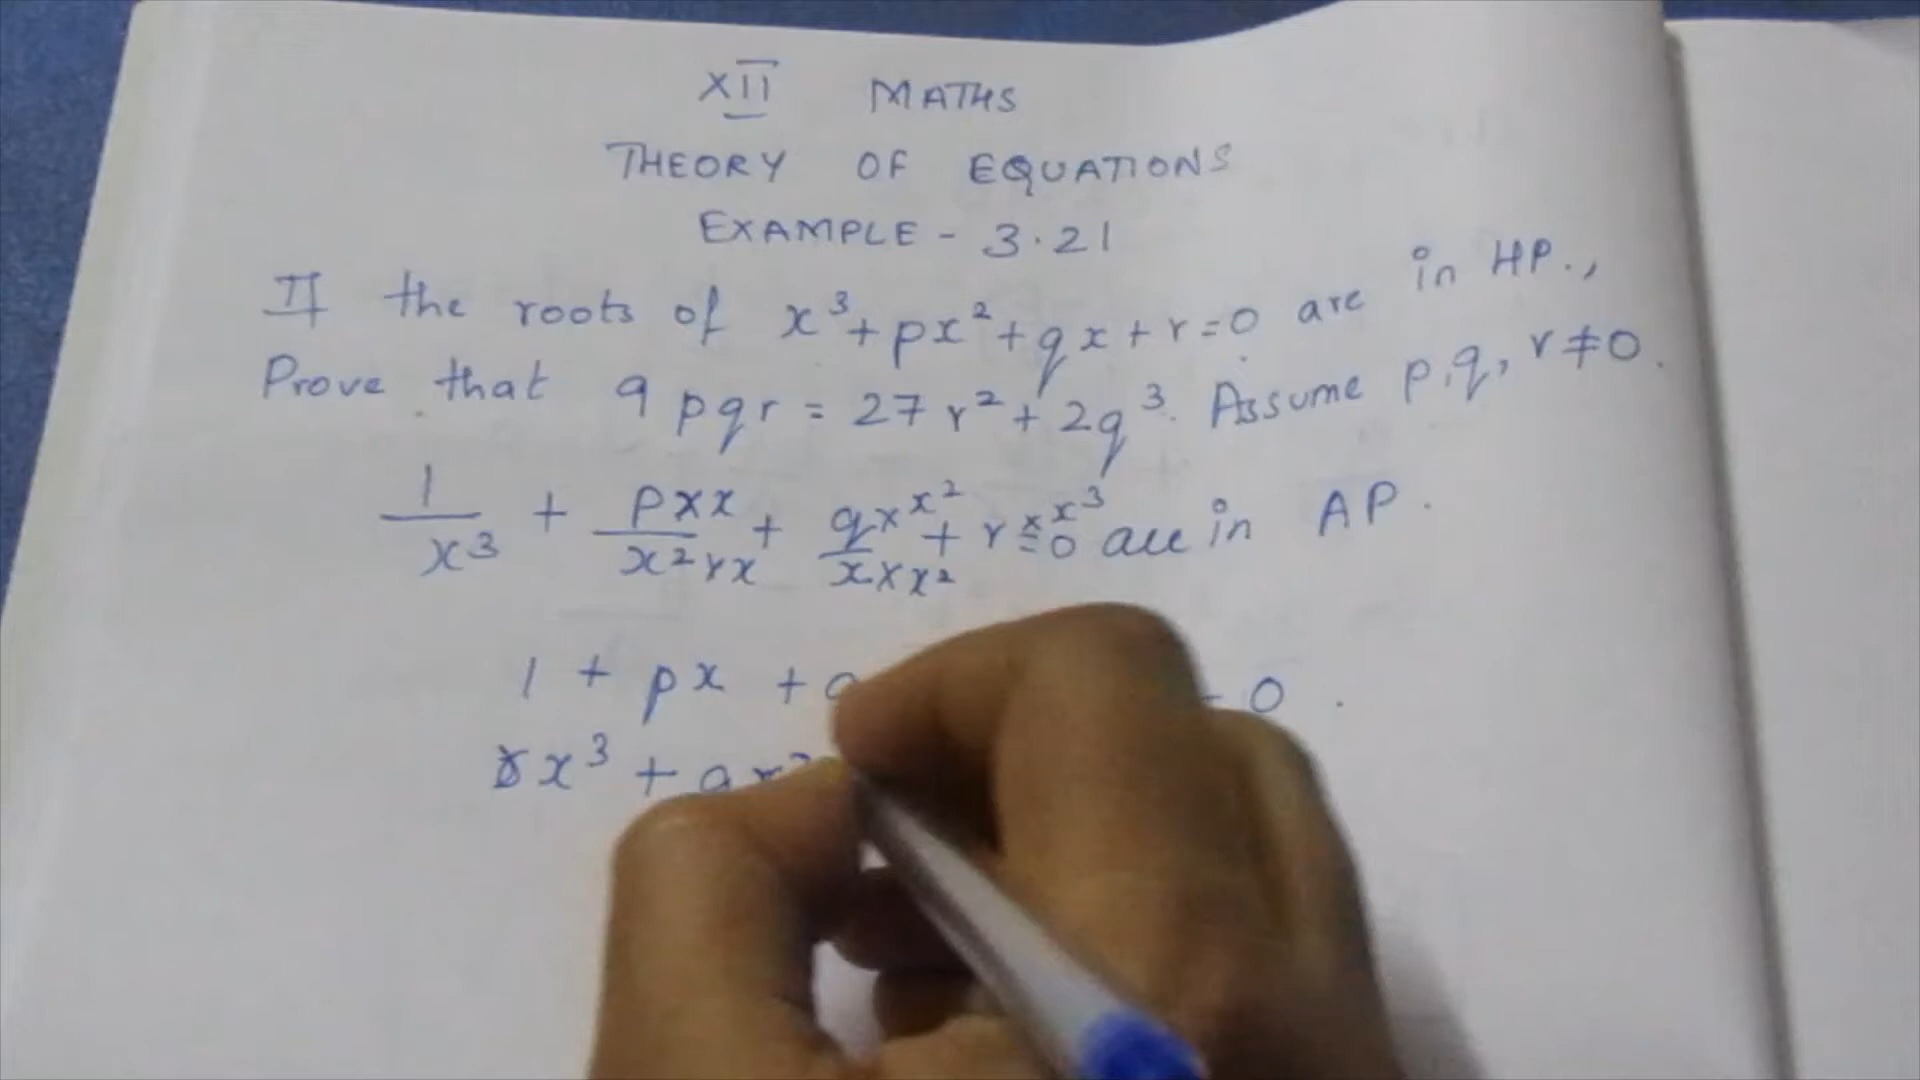 XII MATHS
THEORY OF EQUATIONS
EXAMPLE - 3.21
If the roots of x³+px²+qx+r=0 are in HP.,
Prove that 9pqr = 27r²+2q³. Assume p,q,r≠0.
1/x³ + p×x/x²×x + q×x²/x×x² + r×x³=0 are in AP.
1 + px + 0.
x³ +